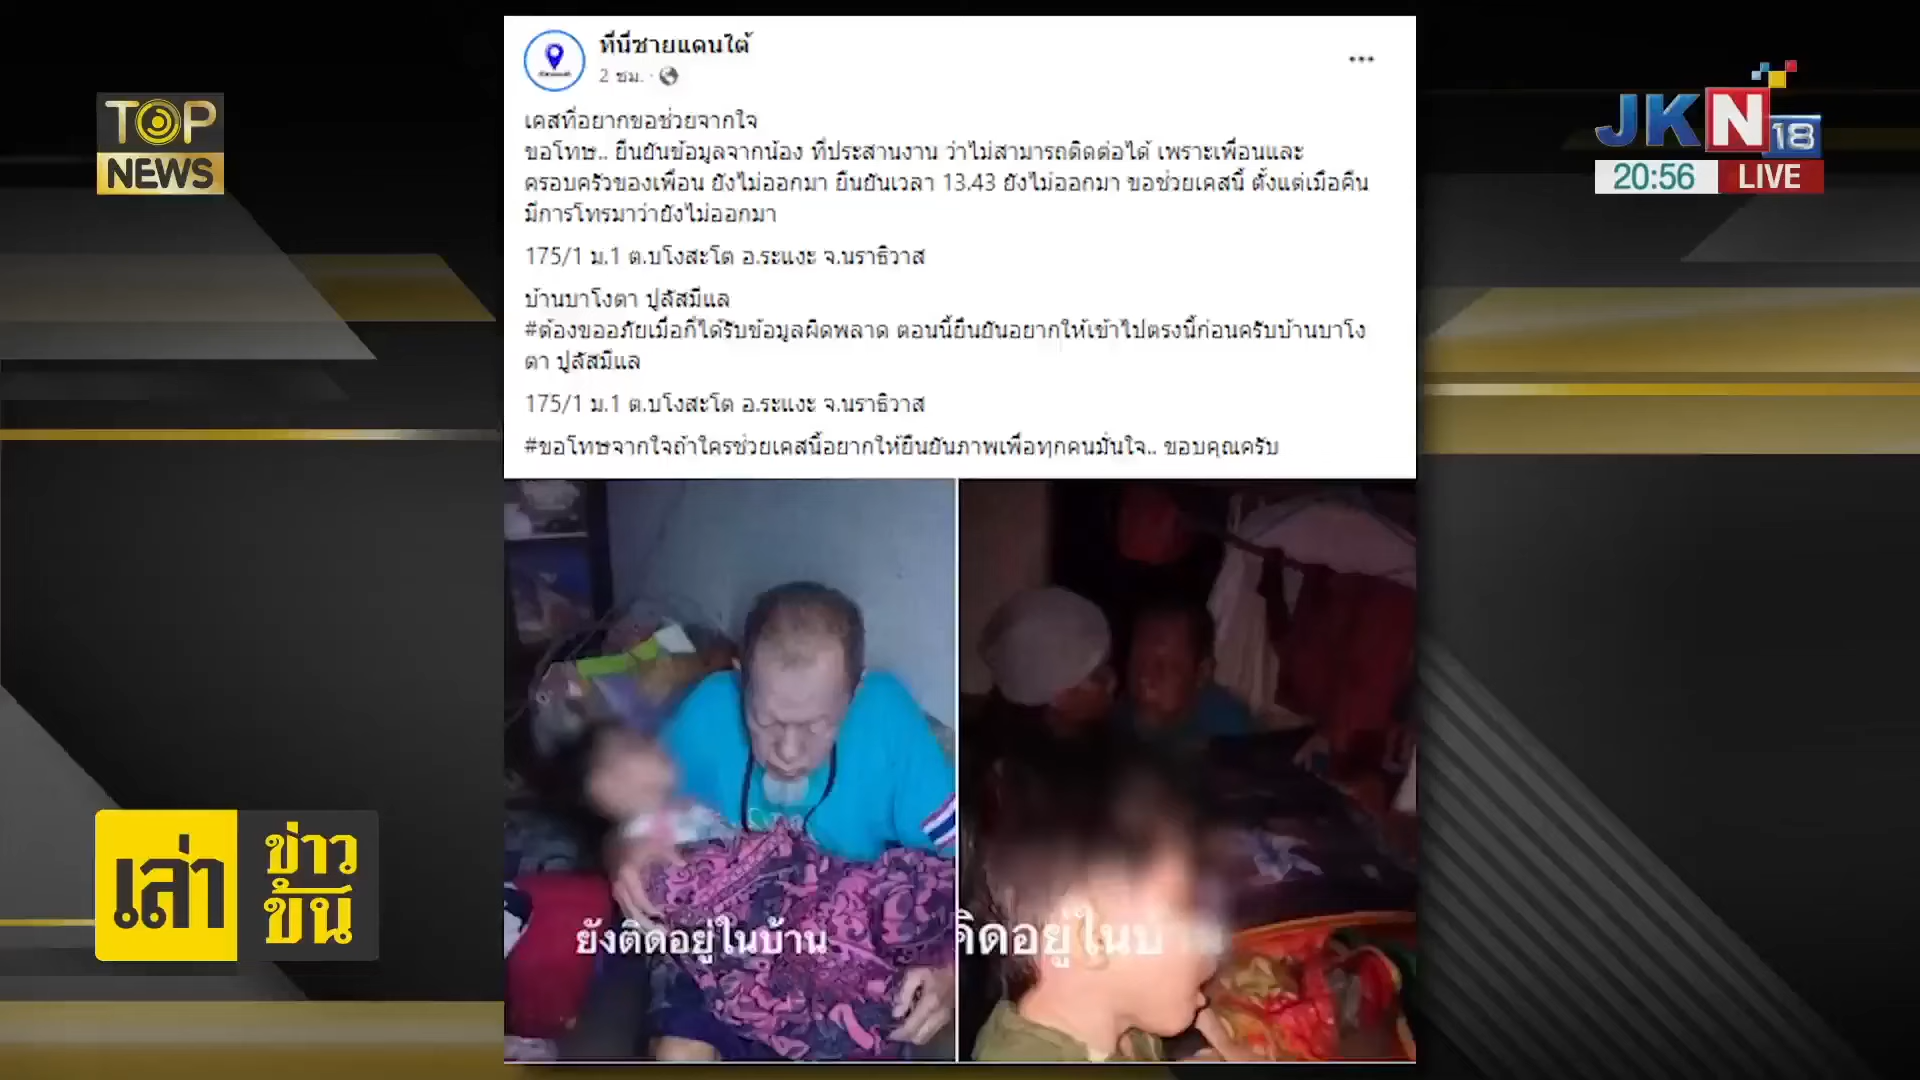 TOP
NEWS
ที่นี่ชายแดนใต้
2 ชม.
เคสที่อยากขอช่วยจากใจ
ขอโทษ.. ยืนยันข้อมูลจากน้อง ที่ประสานงาน ว่าไม่สามารถติดต่อได้ เพราะเพื่อนและ
ครอบครัวของเพื่อน ยังไม่ออกมา ยืนยันเวลา 13.43 ยังไม่ออกมา ขอช่วยเคสนี้ ตั้งแต่เมื่อคืน
มีการโทรมาว่ายังไม่ออกมา
175/1 ม.1 ต.บโงสะโต อ.ระแงะ จ.นราธิวาส
บ้านบาโงตา ปูลัสมีแล
#ต้องขออภัยเมื่อกี้ได้รับข้อมูลผิดพลาด ตอนนี้ยืนยันอยากให้เข้าไปตรงนี้ก่อนครับบ้านบาโง
ตา ปูลัสมีแล
175/1 ม.1 ต.บโงสะโต อ.ระแงะ จ.นราธิวาส
#ขอโทษจากใจถ้าใครช่วยเคสนี้อยากให้ยืนยันภาพเพื่อทุกคนมั่นใจ.. ขอบคุณครับ
JKN 18
20:56 LIVE
ยังติดอยู่ในบ้าน
ติดอยู่ในบ้าน
เล่า
ข่าว
ข้น